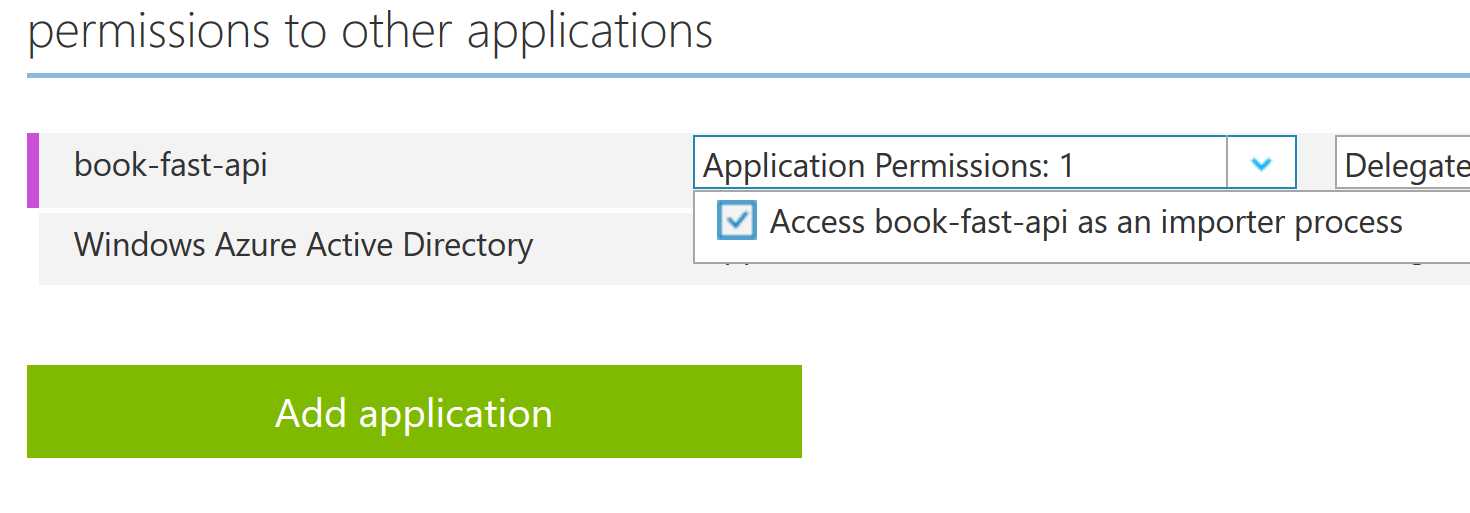 permissions to other applications
book-fast-api
Application Permissions: 1
Delegate
Access book-fast-api as an importer process
Windows Azure Active Directory
Add application